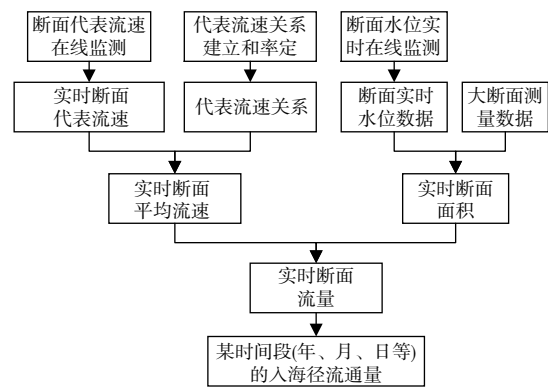 断面代表流速
在线监测
代表流速关系
建立和率定
断面水位实
时在线监测
实时断面
代表流速
代表流速关系
断面实时
水位数据
大断面测
量数据
实时断面
平均流速
实时断面
面积
实时断面
流量
某时间段(年、月、日等)
的入海径流通量